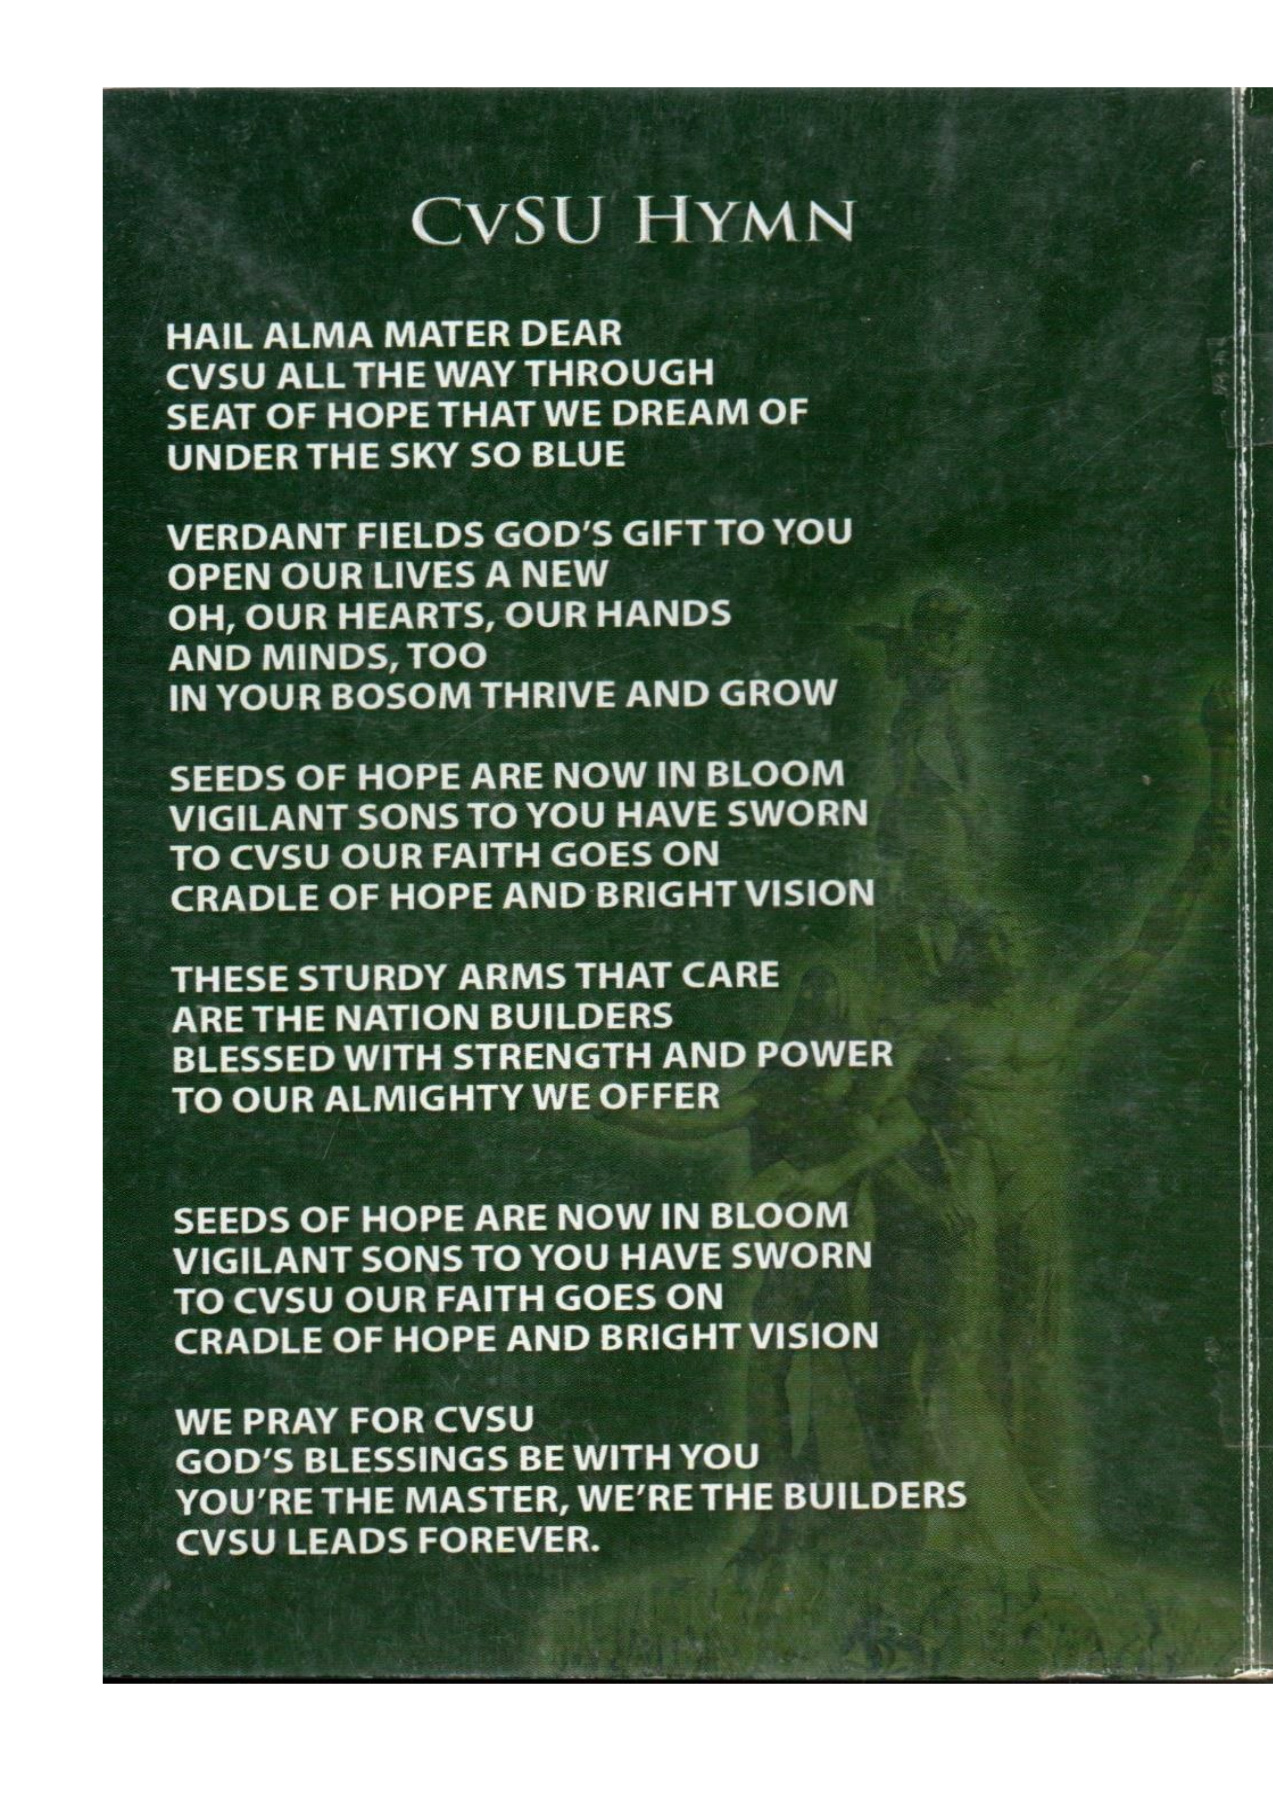 CvSU Hymn
HAIL ALMA MATER DEAR
CVSU ALL THE WAY THROUGH
SEAT OF HOPE THAT WE DREAM OF
UNDER THE SKY SO BLUE
VERDANT FIELDS GOD'S GIFT TO YOU
OPEN OUR LIVES A NEW
OH, OUR HEARTS, OUR HANDS
AND MINDS, TOO
IN YOUR BOSOM THRIVE AND GROW
SEEDS OF HOPE ARE NOW IN BLOOM
VIGILANT SONS TO YOU HAVE SWORN
TO CVSU OUR FAITH GOES ON
CRADLE OF HOPE AND BRIGHT VISION
THESE STURDY ARMS THAT CARE
ARE THE NATION BUILDERS
BLESSED WITH STRENGTH AND POWER
TO OUR ALMIGHTY WE OFFER
SEEDS OF HOPE ARE NOW IN BLOOM
VIGILANT SONS TO YOU HAVE SWORN
TO CVSU OUR FAITH GOES ON
CRADLE OF HOPE AND BRIGHT VISION
WE PRAY FOR CVSU
GOD'S BLESSINGS BE WITH YOU
YOU'RE THE MASTER, WE'RE THE BUILDERS
CVSU LEADS FOREVER.